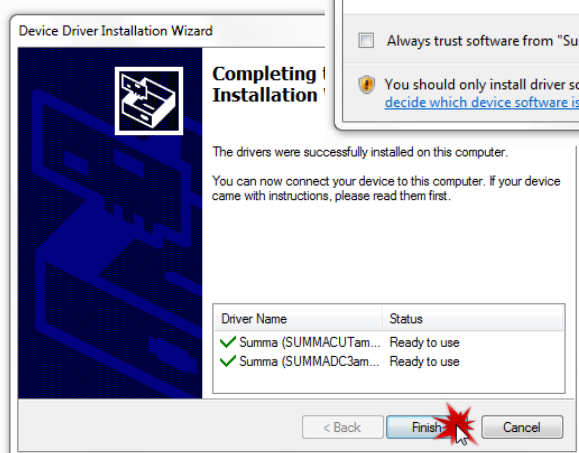 Device Driver Installation Wizard
Always trust software from "Su
You should only install driver so
decide which device software is
Completing t
Installation
The drivers were successfully installed on this computer.
You can now connect your device to this computer. If your device
came with instructions, please read them first.
Driver Name Status
Summa (SUMMACUTam... Ready to use
Summa (SUMMADC3am... Ready to use
< Back Finish Cancel